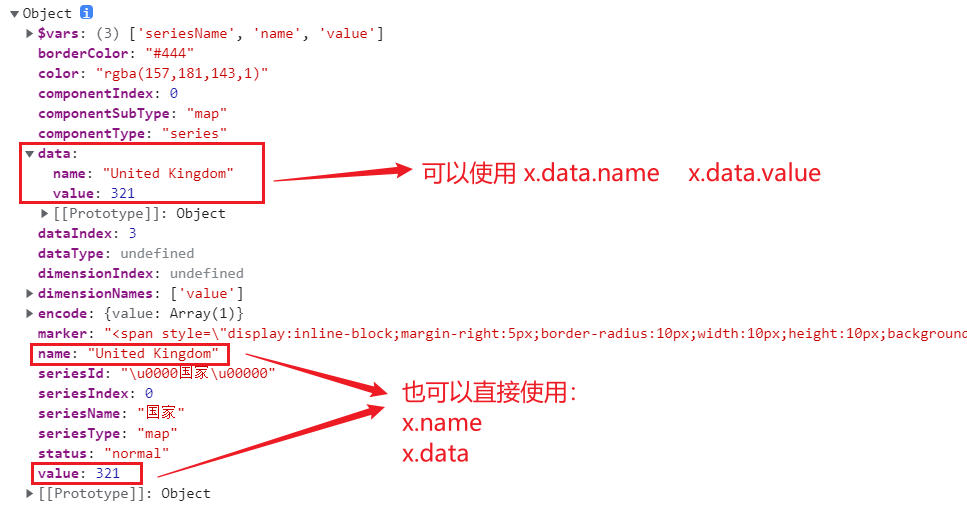 Object i
$vars: (3) ['seriesName', 'name', 'value']
borderColor: "#444"
color: "rgba(157,181,143,1)"
componentIndex: 0
componentSubType: "map"
componentType: "series"
data:
name: "United Kingdom"
value: 321
可以使用 x.data.name x.data.value
[[Prototype]]: Object
dataIndex: 3
dataType: undefined
dimensionIndex: undefined
dimensionNames: ['value']
encode: {value: Array(1)}
marker: "<span style=\"display:inline-block;margin-right:5px;border-radius:10px;width:10px;height:10px;background
name: "United Kingdom"
seriesId: "\u0000国家\u00000"
seriesIndex: 0
seriesName: "国家"
seriesType: "map"
status: "normal"
value: 321
也可以直接使用：
x.name
x.data
[[Prototype]]: Object